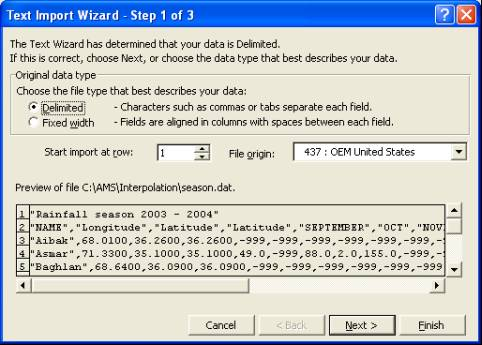 Text Import Wizard - Step 1 of 3
The Text Wizard has determined that your data is Delimited.
If this is correct, choose Next, or choose the data type that best describes your data.
Original data type
Choose the file type that best describes your data:
Delimited - Characters such as commas or tabs separate each field.
Fixed width - Fields are aligned in columns with spaces between each field.
Start import at row: 1 File origin: 437 : OEM United States
Preview of file C:\AMS\Interpolation\season.dat.
1 "Rainfall season 2003 - 2004"
2 "NAME","Longitude","Latitude","Latitude","SEPTEMBER","OCT","NOV
3 "Aibak",68.0100,36.2600,36.2600,-999,-999,-999,-999,-999,-999,-
4 "Asmar",71.3300,35.1000,35.1000,49.0,-999,88.0,2.0,155.0,-999,-
5 "Baghlan",68.6400,36.0900,36.0900,-999,-999,-999,-999,-999,-999,
Cancel < Back Next > Finish